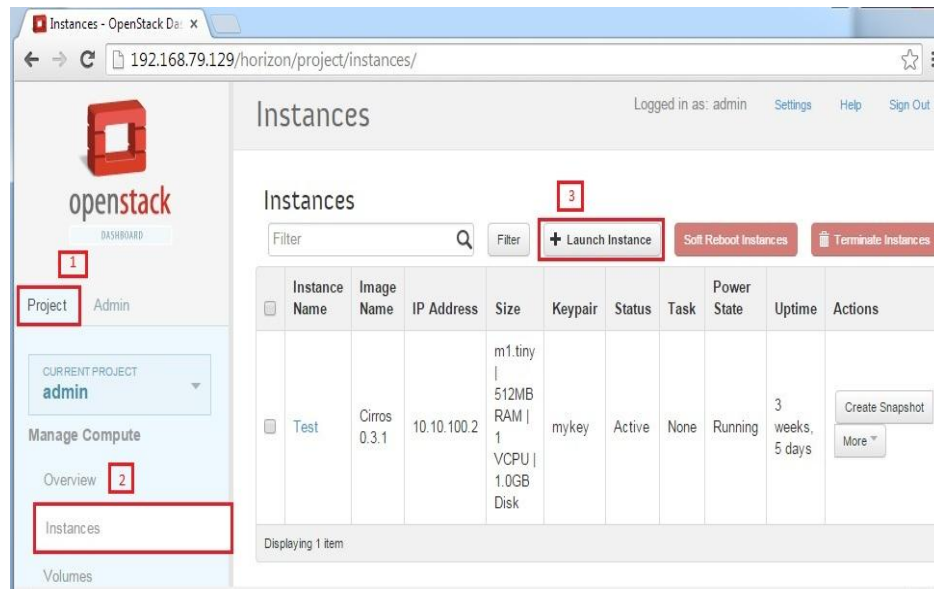 Instances - OpenStack Da
192.168.79.129/horizon/project/instances/
openstack
DASHBOARD
1
Project Admin
CURRENT PROJECT
admin
Manage Compute
Overview 2
Instances
Volumes
Instances
Logged in as: admin Settings Help Sign Out
Instances
3
Filter Filter + Launch Instance Soft Reboot Instances Terminate Instances
Instance Name Image Name IP Address Size Keypair Status Task Power State Uptime Actions
Test Cirros 0.3.1 10.10.100.2 m1.tiny | 512MB RAM | 1 VCPU | 1.0GB Disk mykey Active None Running 3 weeks, 5 days Create Snapshot
More
Displaying 1 item